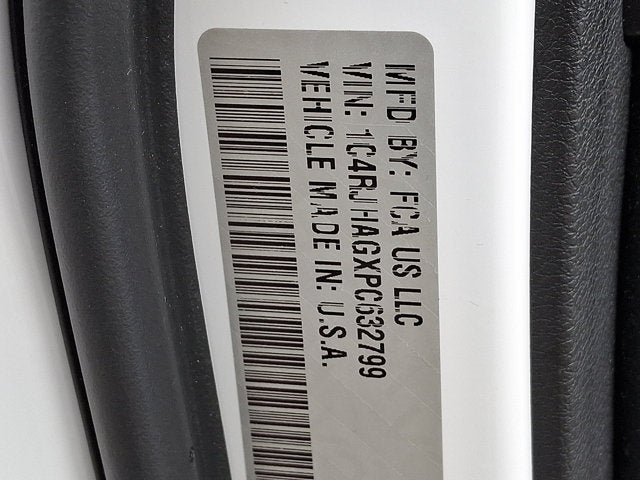 MFD BY: FCA US LLC
VIN: 1C4RJHAGXPC632799
VEHICLE MADE IN: U.S.A.